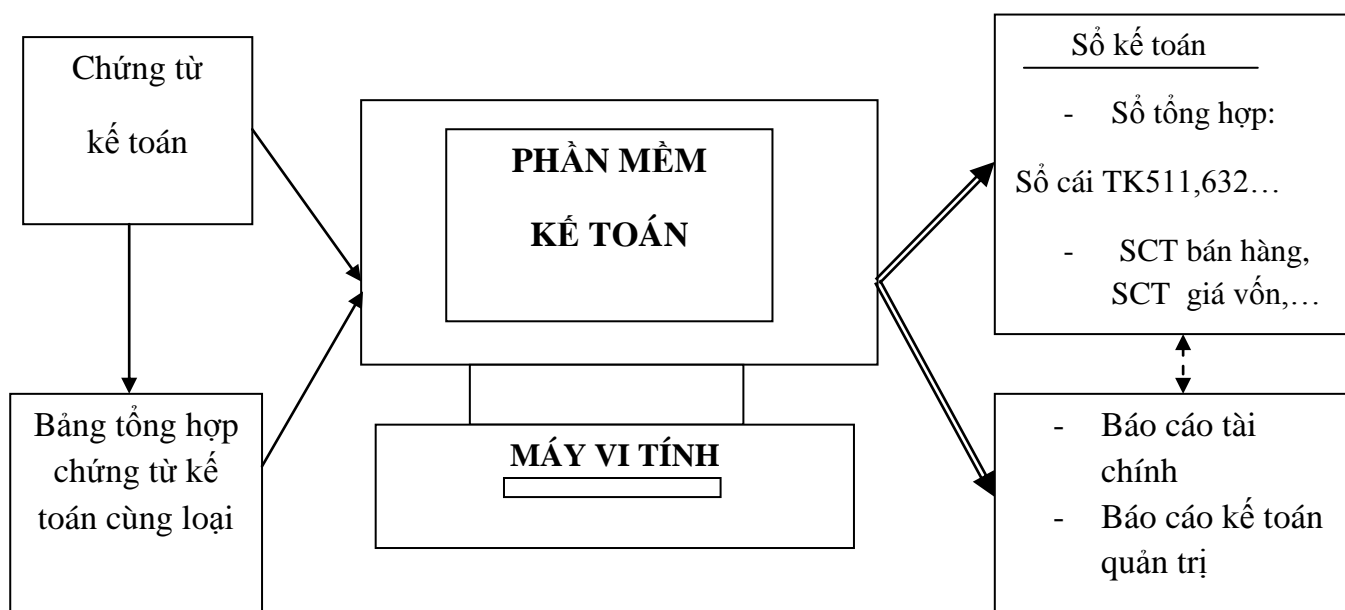 Chứng từ
kế toán
Bảng tổng hợp
chứng từ kế
toán cùng loại
PHẦN MỀM
KẾ TOÁN
MÁY VI TÍNH
Sổ kế toán
- Sổ tổng hợp:
Sổ cái TK511,632…
- SCT bán hàng,
SCT giá vốn,…
- Báo cáo tài
chính
- Báo cáo kế toán
quản trị